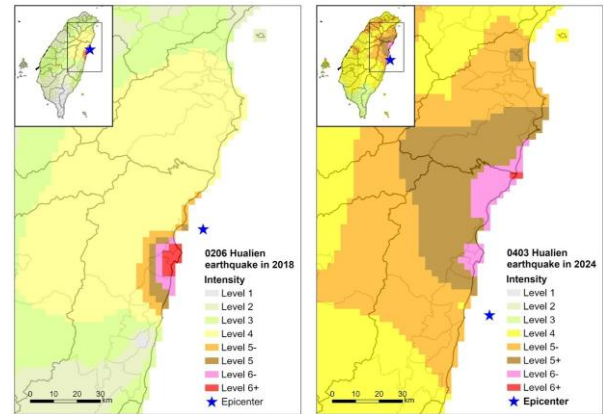 0206 Hualien
earthquake in 2018
Intensity
Level 1
Level 2
Level 3
Level 4
Level 5-
Level 5
Level 6-
Level 6+
Epicenter
0 10 20 30
km
0403 Hualien
earthquake in 2024
Intensity
Level 1
Level 2
Level 3
Level 4
Level 5-
Level 5+
Level 6-
Level 6+
Epicenter
0 10 20 30
km